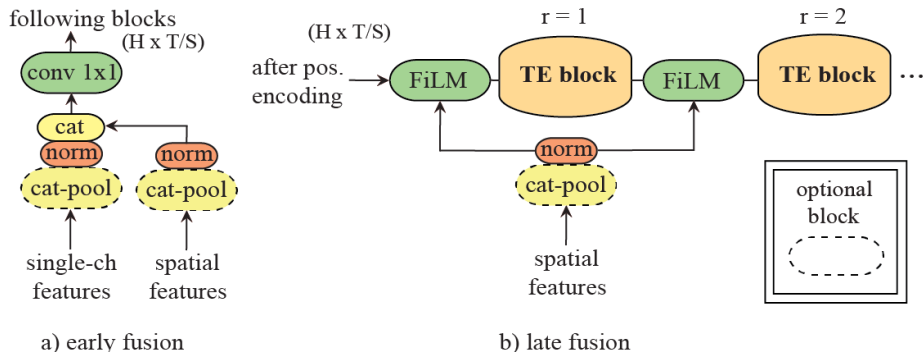 following blocks
(H x T/S)
conv 1x1
cat
norm
norm
cat-pool
cat-pool
single-ch
features
spatial
features
a) early fusion
r = 1
r = 2
(H x T/S)
after pos.
encoding
FiLM
TE block
FiLM
TE block
...
norm
cat-pool
spatial
features
optional
block
b) late fusion